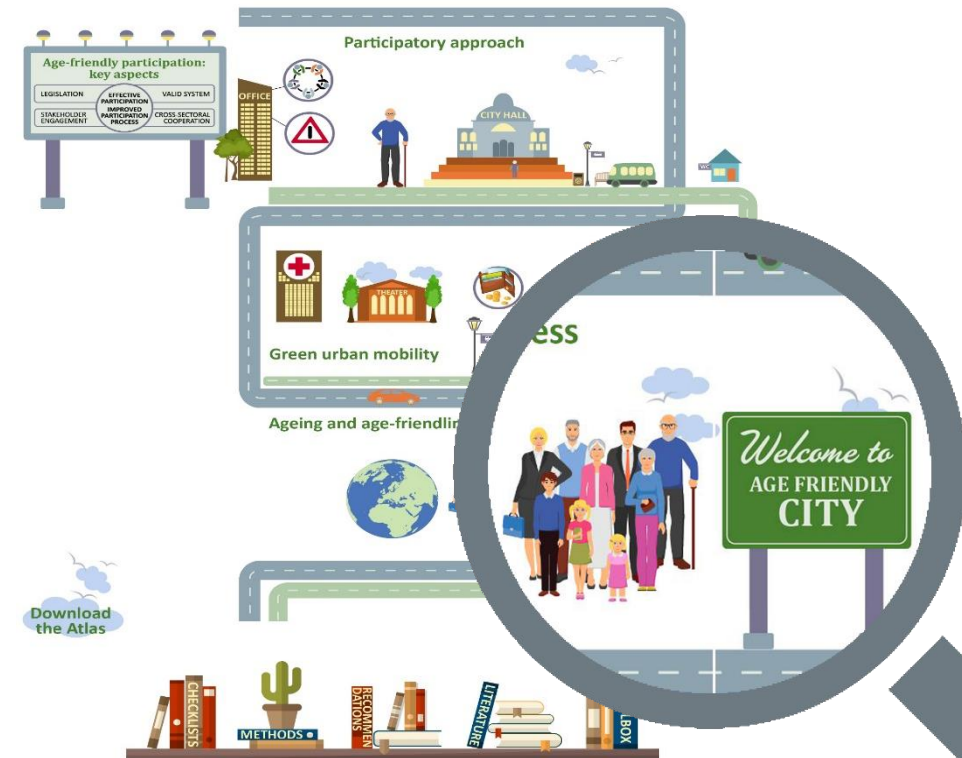 Age-friendly participation:
key aspects
LEGISLATION
EFFECTIVE
PARTICIPATION
IMPROVED
PARTICIPATION
PROCESS
VALID SYSTEM
STAKEHOLDER
ENGAGEMENT
CROSS-SECTORAL
COOPERATION
OFFICE
Participatory approach
CITY HALL
WC
THEATER
Green urban mobility
ess
Ageing and age-friendlin
Welcome to
AGE FRIENDLY
CITY
Download
the Atlas
CHECKLISTS
METHODS
RECOMMEN
DATIONS
LITERATURE
LBOX